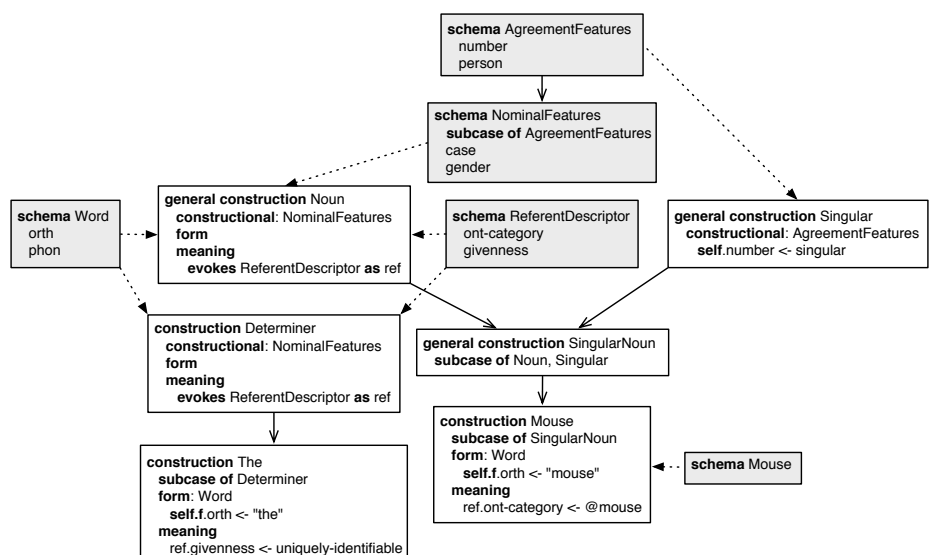 schema AgreementFeatures
number
person
schema NominalFeatures
subcase of AgreementFeatures
case
gender
schema Word
orth
phon
general construction Noun
constructional: NominalFeatures
form
meaning
evokes ReferentDescriptor as ref
schema ReferentDescriptor
ont-category
givenness
general construction Singular
constructional: AgreementFeatures
self.number <- singular
construction Determiner
constructional: NominalFeatures
form
meaning
evokes ReferentDescriptor as ref
general construction SingularNoun
subcase of Noun, Singular
construction The
subcase of Determiner
form: Word
self.f.orth <- "the"
meaning
ref.givenness <- uniquely-identifiable
construction Mouse
subcase of SingularNoun
form: Word
self.f.orth <- "mouse"
meaning
ref.ont-category <- @mouse
schema Mouse